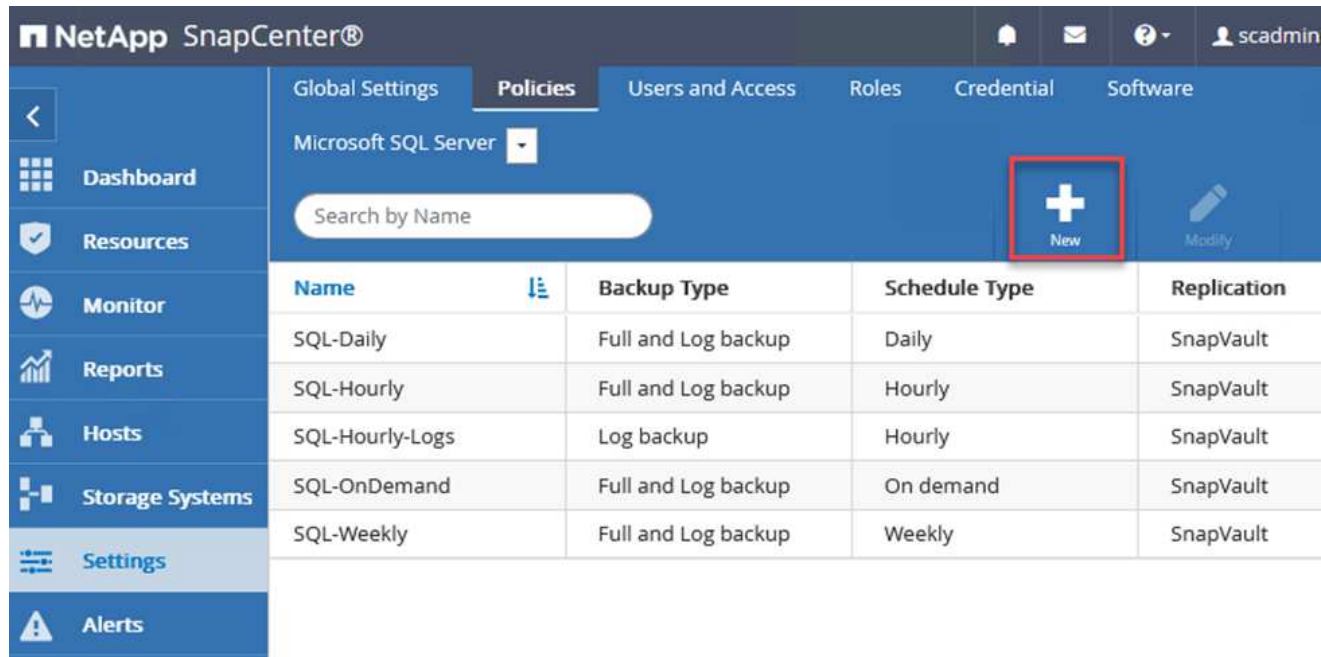 NetApp SnapCenter®
? scadmin
Global Settings Policies Users and Access Roles Credential Software
Microsoft SQL Server
Dashboard
Search by Name
New
Modify
Resources
Name Backup Type Schedule Type Replication
Monitor
SQL-Daily Full and Log backup Daily SnapVault
Reports
SQL-Hourly Full and Log backup Hourly SnapVault
Hosts
SQL-Hourly-Logs Log backup Hourly SnapVault
Storage Systems
SQL-OnDemand Full and Log backup On demand SnapVault
SQL-Weekly Full and Log backup Weekly SnapVault
Settings
Alerts